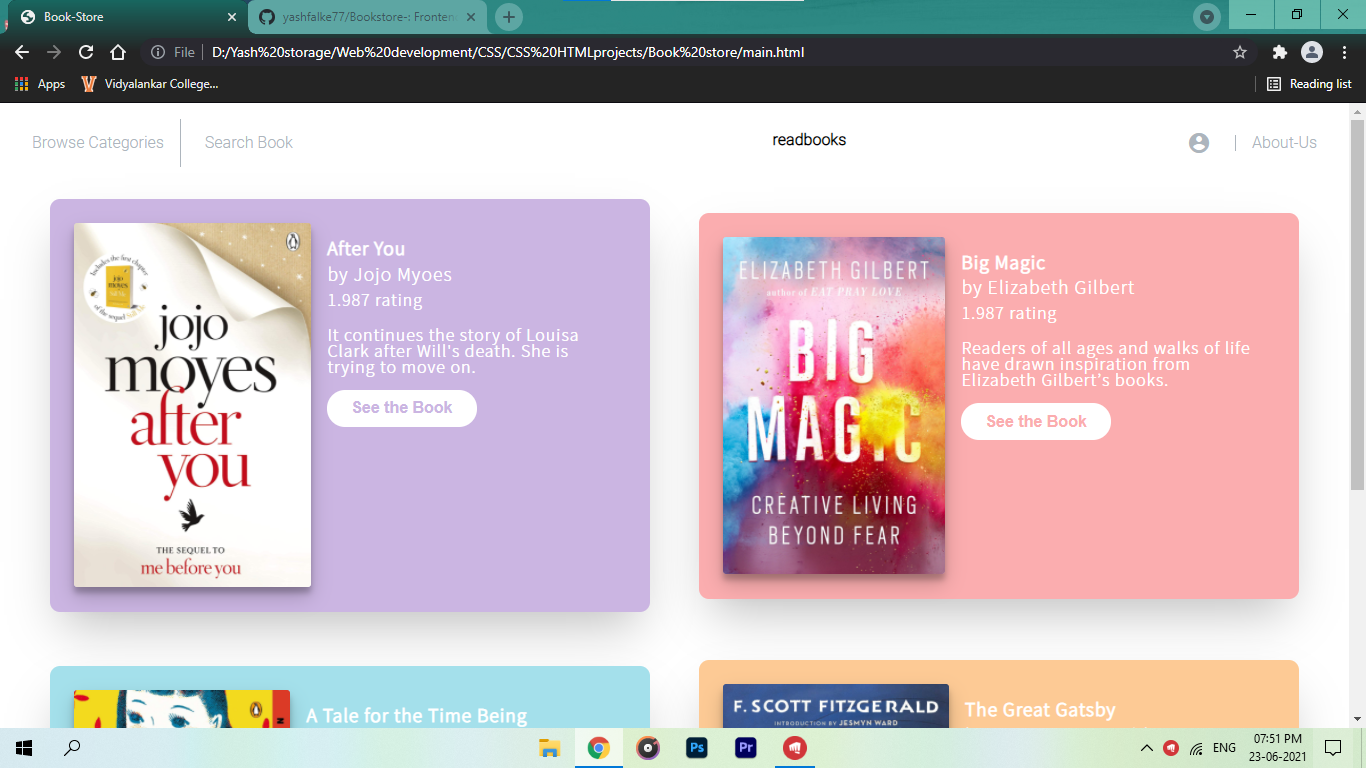 Book-Store
yashfalke77/Bookstore-: Fronten
File
D:/Yash%20storage/Web%20development/CSS/CSS%20HTMLprojects/Book%20store/main.html
Apps
Vidyalankar College...
Reading list
Browse Categories
Search Book
readbooks
About-Us
Includes the first chapter
jojo
moyes
of the sequel
jojo
moyes
after
you
THE SEQUEL TO
me before you
After You
by Jojo Myoes
1.987 rating
It continues the story of Louisa
Clark after Will's death. She is
trying to move on.
See the Book
ELIZABETH GILBERT
author of EAT PRAY LOVE
BIG
MAGIC
CREATIVE LIVING
BEYOND FEAR
Big Magic
by Elizabeth Gilbert
1.987 rating
Readers of all ages and walks of life
have drawn inspiration from
Elizabeth Gilbert's books.
See the Book
A Tale for the Time Being
F. SCOTT FITZGERALD
INTRODUCTION BY JESMYN WARD
The Great Gatsby
Ps
Pr
ENG
07:51 PM
23-06-2021